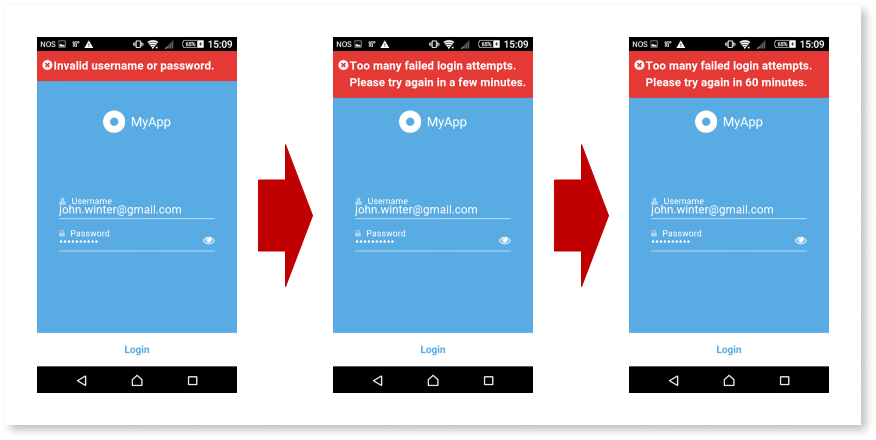 NOS 16° 65% 15:09
Invalid username or password.
MyApp
Username
john.winter@gmail.com
Password
••••••••••
Login
NOS 16° 65% 15:09
Too many failed login attempts.
Please try again in a few minutes.
MyApp
Username
john.winter@gmail.com
Password
••••••••••
Login
NOS 16° 65% 15:09
Too many failed login attempts.
Please try again in 60 minutes.
MyApp
Username
john.winter@gmail.com
Password
••••••••••
Login